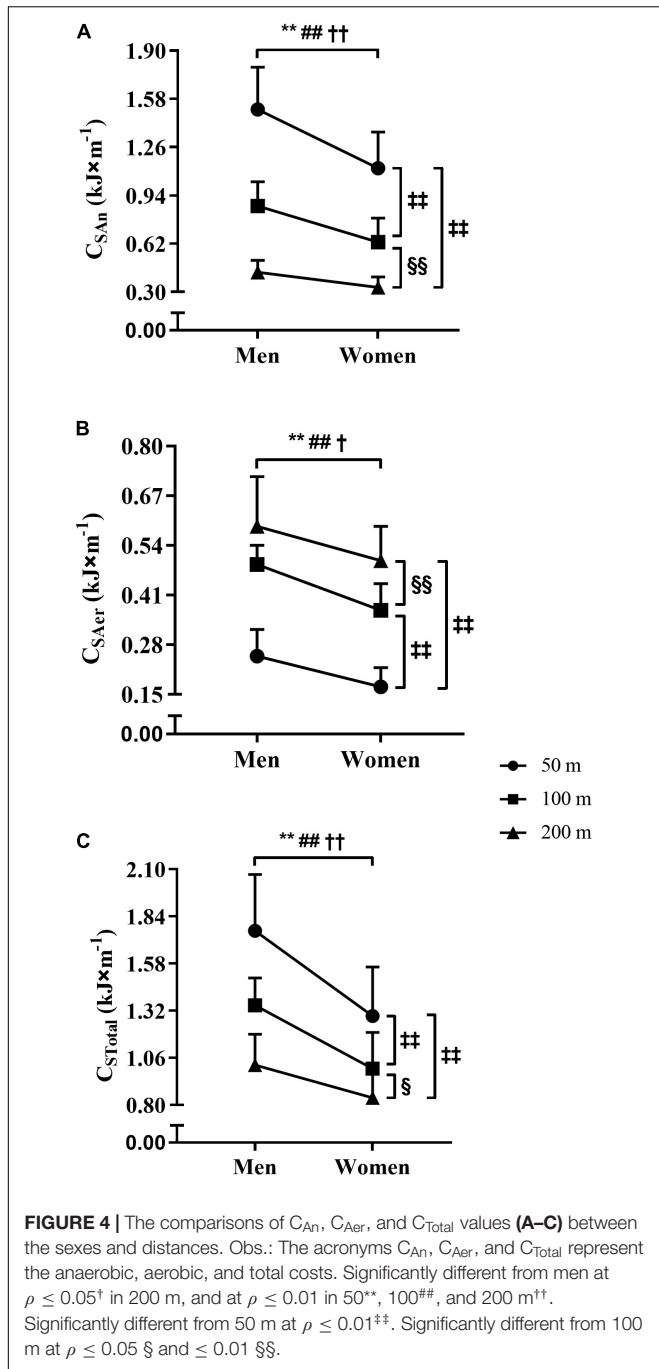 A
** ## ††
1.90
1.58
1.26
0.94
0.62
0.30
0.00
C_SAn (kJ×m⁻¹)
‡‡
‡‡
§§
Men Women
B
** ## †
0.80
0.67
0.54
0.41
0.28
0.15
0.00
C_SAer (kJ×m⁻¹)
§§
‡‡
‡‡
Men Women
50 m
100 m
200 m
C
** ## ††
2.10
1.84
1.58
1.32
1.06
0.80
0.00
C_STotal (kJ×m⁻¹)
‡‡
‡‡
§
Men Women
FIGURE 4 | The comparisons of C_An, C_Aer, and C_Total values (A–C) between
the sexes and distances. Obs.: The acronyms C_An, C_Aer, and C_Total represent
the anaerobic, aerobic, and total costs. Significantly different from men at
ρ ≤ 0.05† in 200 m, and at ρ ≤ 0.01 in 50**, 100##, and 200 m††.
Significantly different from 50 m at ρ ≤ 0.01‡‡. Significantly different from 100
m at ρ ≤ 0.05 § and ≤ 0.01 §§.